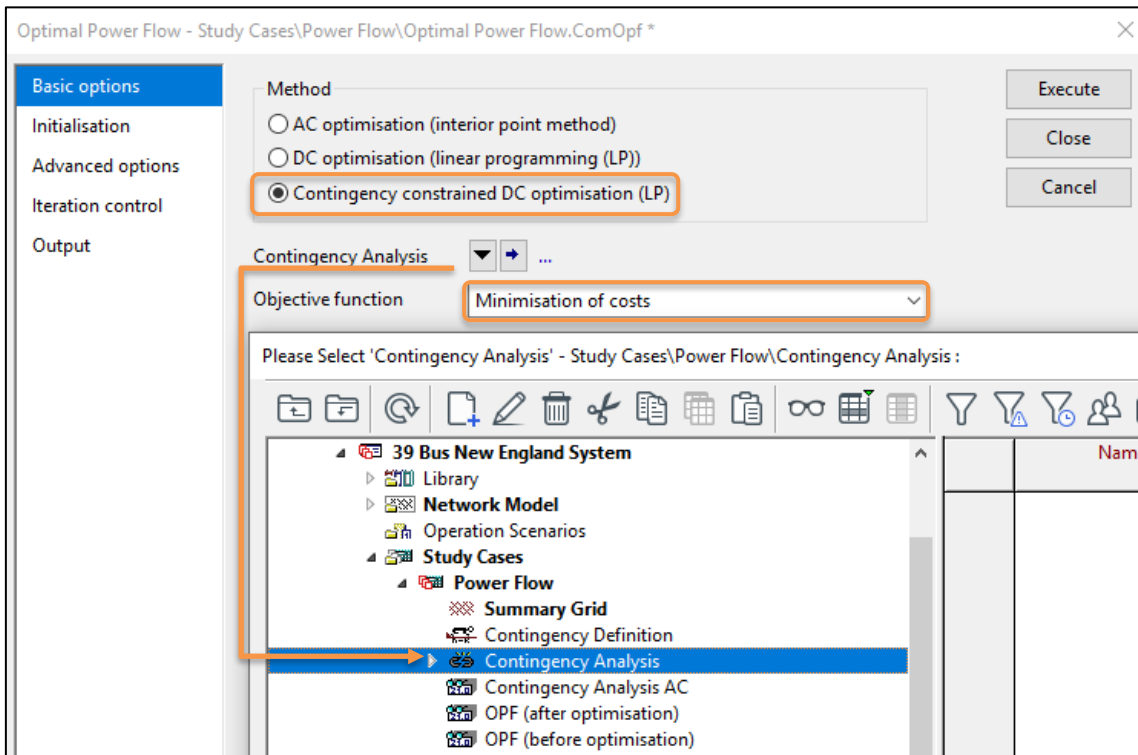 Optimal Power Flow - Study Cases\Power Flow\Optimal Power Flow.ComOpf *
Basic options
Initialisation
Advanced options
Iteration control
Output
Method
AC optimisation (interior point method)
DC optimisation (linear programming (LP))
Contingency constrained DC optimisation (LP)
Execute
Close
Cancel
Contingency Analysis ...
Objective function Minimisation of costs
Please Select 'Contingency Analysis' - Study Cases\Power Flow\Contingency Analysis :
39 Bus New England System
Library
Network Model
Operation Scenarios
Study Cases
Power Flow
Summary Grid
Contingency Definition
Contingency Analysis
Contingency Analysis AC
OPF (after optimisation)
OPF (before optimisation)
Nam